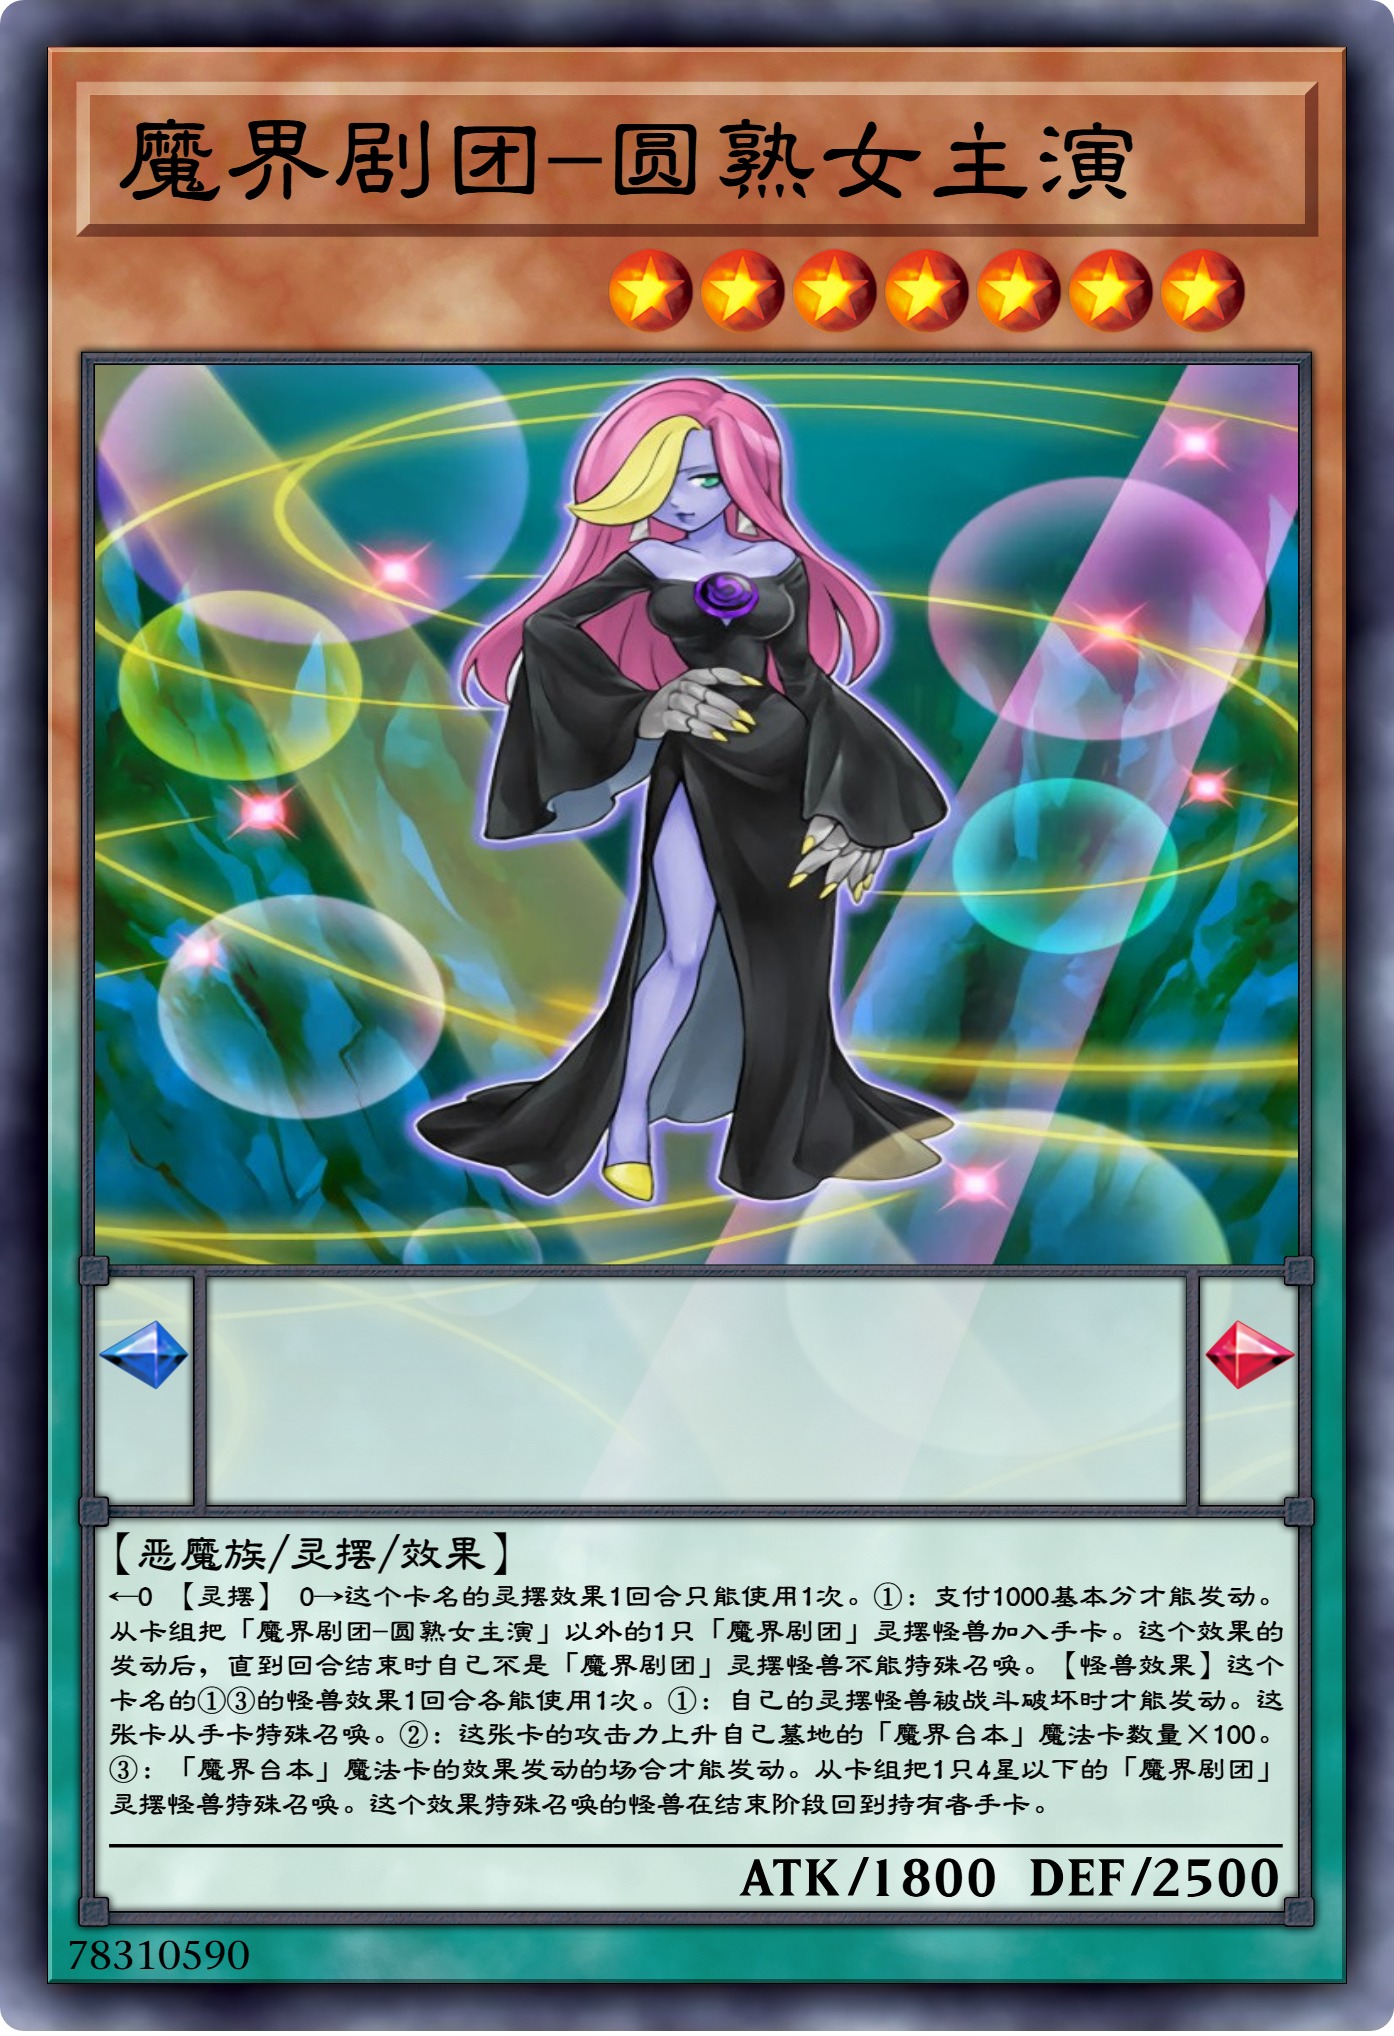 魔界剧团-圆熟女主演
【恶魔族/灵摆/效果】
←0 【灵摆】 0→这个卡名的灵摆效果1回合只能使用1次。①：支付1000基本分才能发动。
从卡组把「魔界剧团-圆熟女主演」以外的1只「魔界剧团」灵摆怪兽加入手卡。这个效果的
发动后，直到回合结束时自己不是「魔界剧团」灵摆怪兽不能特殊召唤。【怪兽效果】这个
卡名的①③的怪兽效果1回合各能使用1次。①：自己的灵摆怪兽被战斗破坏时才能发动。这
张卡从手卡特殊召唤。②：这张卡的攻击力上升自己墓地的「魔界台本」魔法卡数量×100。
③：「魔界台本」魔法卡的效果发动的场合才能发动。从卡组把1只4星以下的「魔界剧团」
灵摆怪兽特殊召唤。这个效果特殊召唤的怪兽在结束阶段回到持有者手卡。
ATK/1800 DEF/2500
78310590